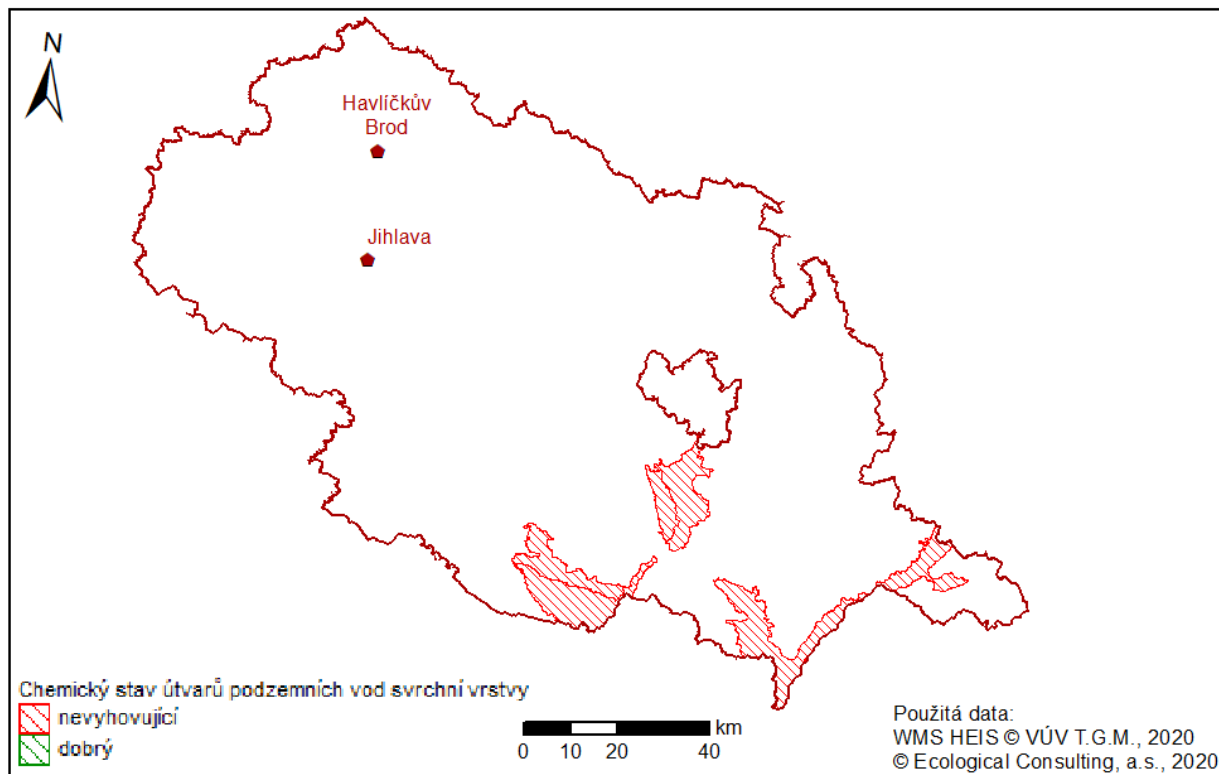 N
Havlíčkův
Brod
Jihlava
Chemický stav útvarů podzemních vod svrchní vrstvy
nevyhovující
dobrý
km
0 10 20 40
Použitá data:
WMS HEIS © VÚV T.G.M., 2020
© Ecological Consulting, a.s., 2020